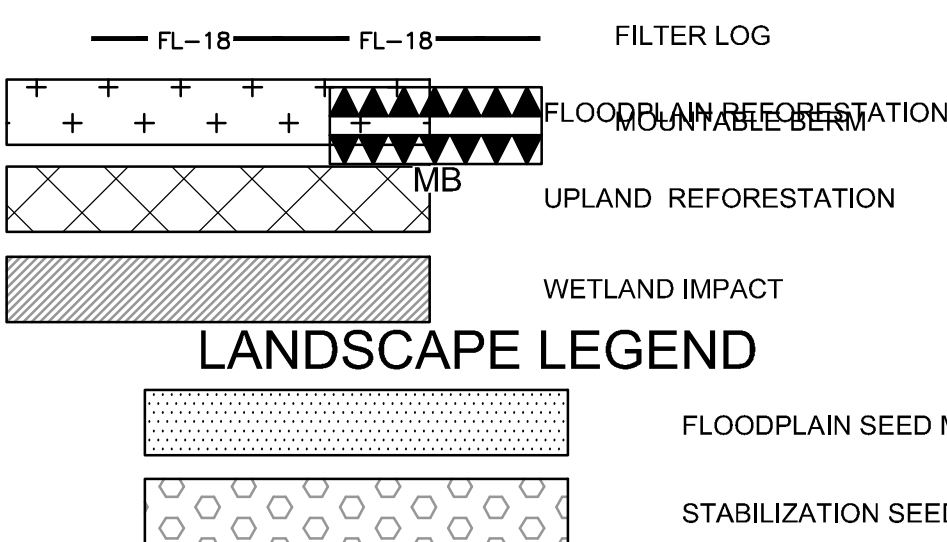 FL-18 FL-18 FILTER LOG
FLOODPLAIN REFORESTATION
MOUNTABLE BERM
MB
UPLAND REFORESTATION
WETLAND IMPACT
LANDSCAPE LEGEND
FLOODPLAIN SEED
STABILIZATION SEED